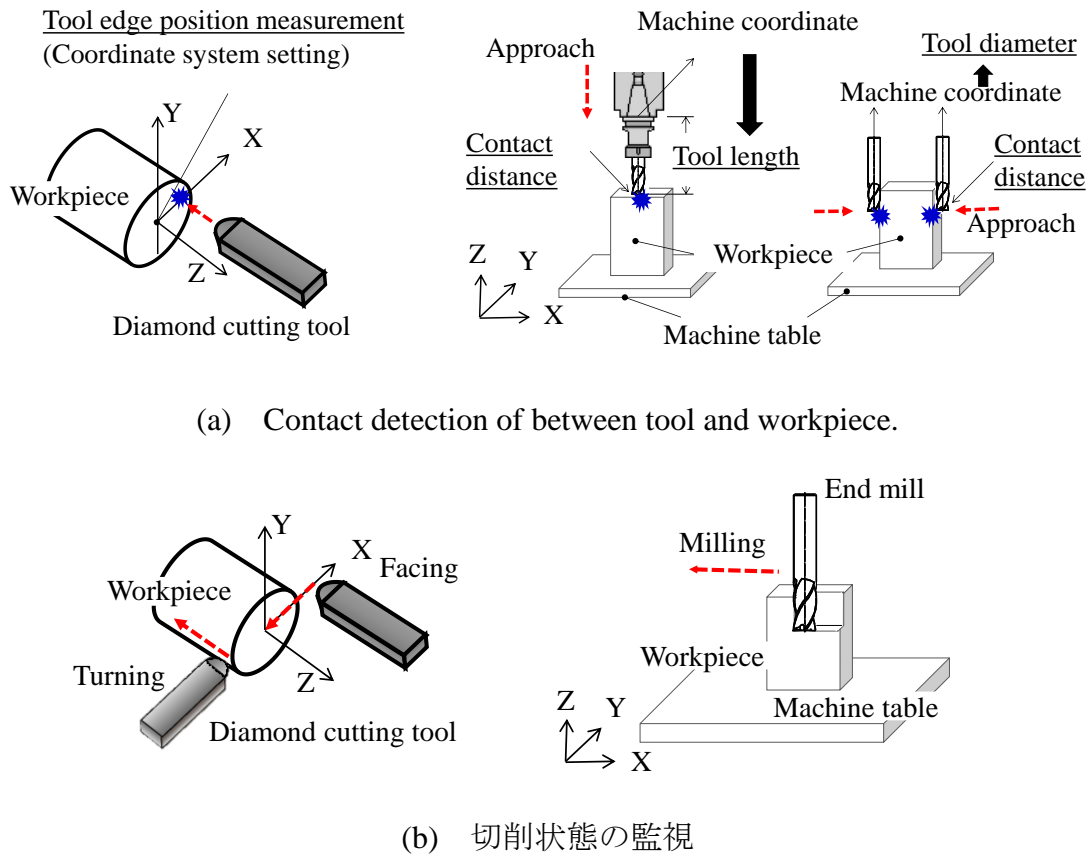 Tool edge position measurement
(Coordinate system setting)
Y
X
Workpiece
Z
Diamond cutting tool
Machine coordinate
Approach
Tool diameter
Machine coordinate
Contact
distance
Tool length
Contact
distance
Approach
Workpiece
Z
Y
X
Machine table
(a) Contact detection of between tool and workpiece.
Y
X
Facing
Workpiece
Turning
Z
Diamond cutting tool
End mill
Milling
Workpiece
Machine table
Z
Y
X
(b) 切削状態の監視